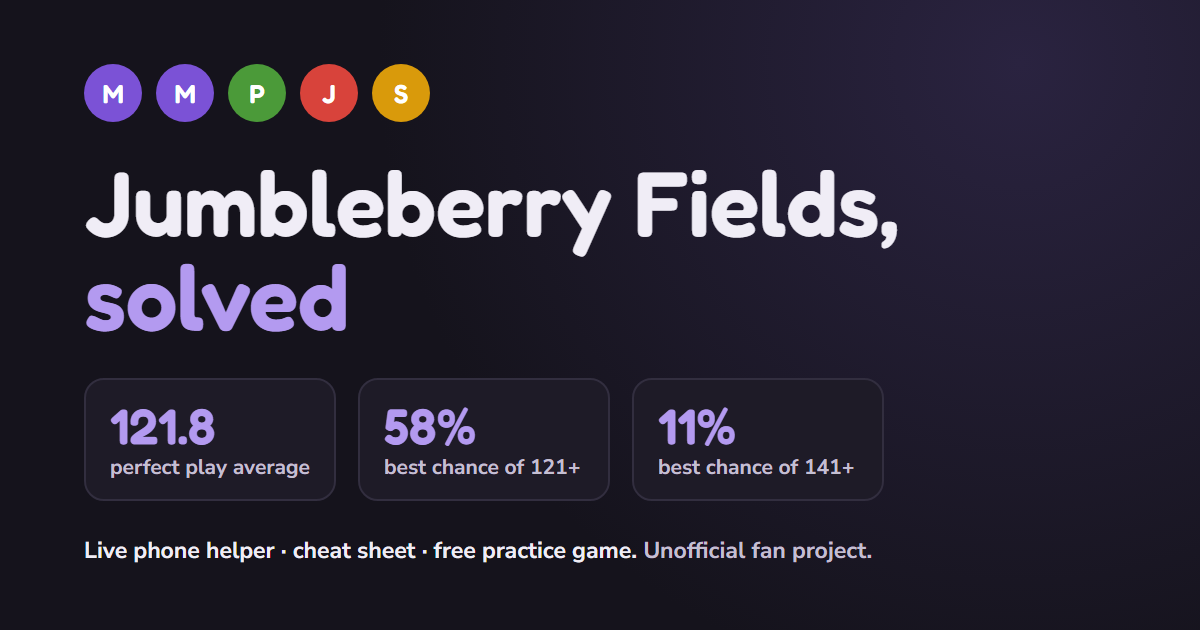 M M P J S
Jumbleberry Fields,
solved
121.8 58% 11%
perfect play average best chance of 121+ best chance of 141+
Live phone helper · cheat sheet · free practice game. Unofficial fan project.